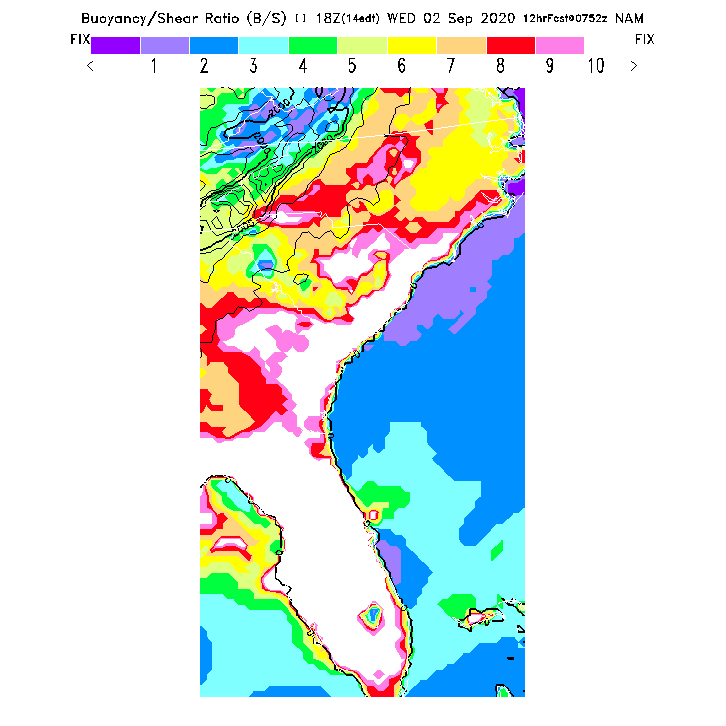 Buoyancy/Shear Ratio (B/S) [] 18Z(14edt) WED 02 Sep 2020 12hrFcst@0752z NAM
FIX FIX
< 1 2 3 4 5 6 7 8 9 10 >